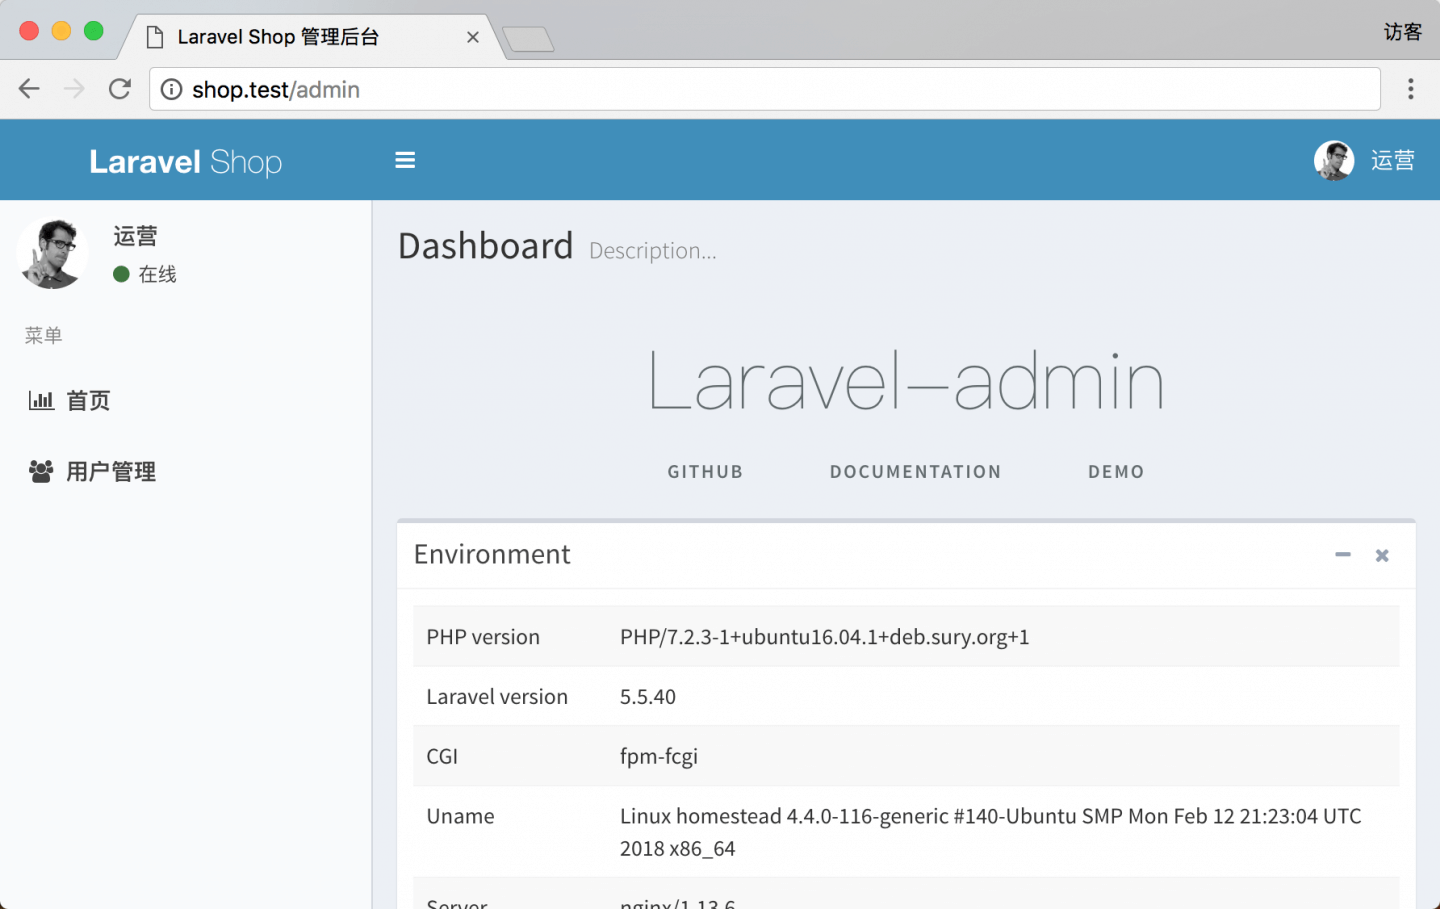 Laravel Shop 管理后台
访客
shop.test/admin
Laravel Shop
运营
运营
在线
菜单
首页
用户管理
Dashboard Description...
Laravel-admin
GITHUB DOCUMENTATION DEMO
Environment
PHP version PHP/7.2.3-1+ubuntu16.04.1+deb.sury.org+1
Laravel version 5.5.40
CGI fpm-fcgi
Uname Linux homestead 4.4.0-116-generic #140-Ubuntu SMP Mon Feb 12 21:23:04 UTC
2018 x86_64
Server nginx/1.13.6